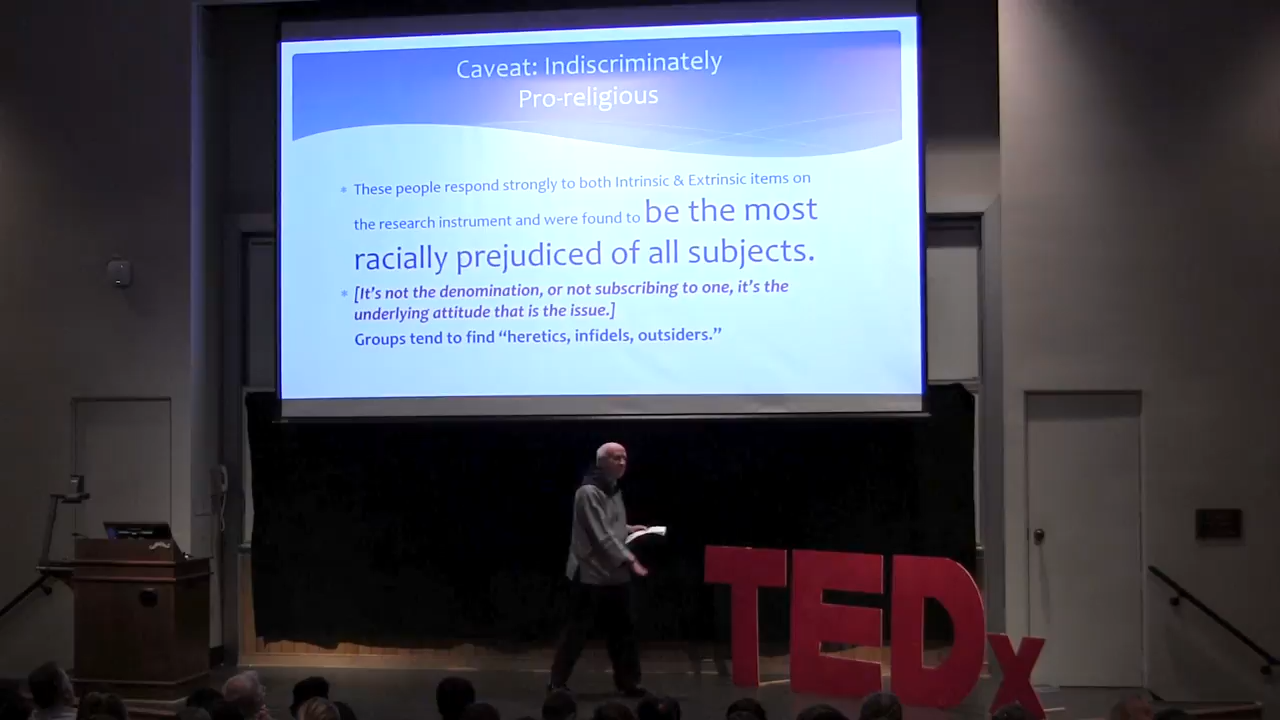 Caveat: Indiscriminately
Pro-religious
* These people respond strongly to both Intrinsic & Extrinsic items on
the research instrument and were found to be the most
racially prejudiced of all subjects.
* [It's not the denomination, or not subscribing to one, it's the
underlying attitude that is the issue.]
Groups tend to find “heretics, infidels, outsiders.”
TEDx